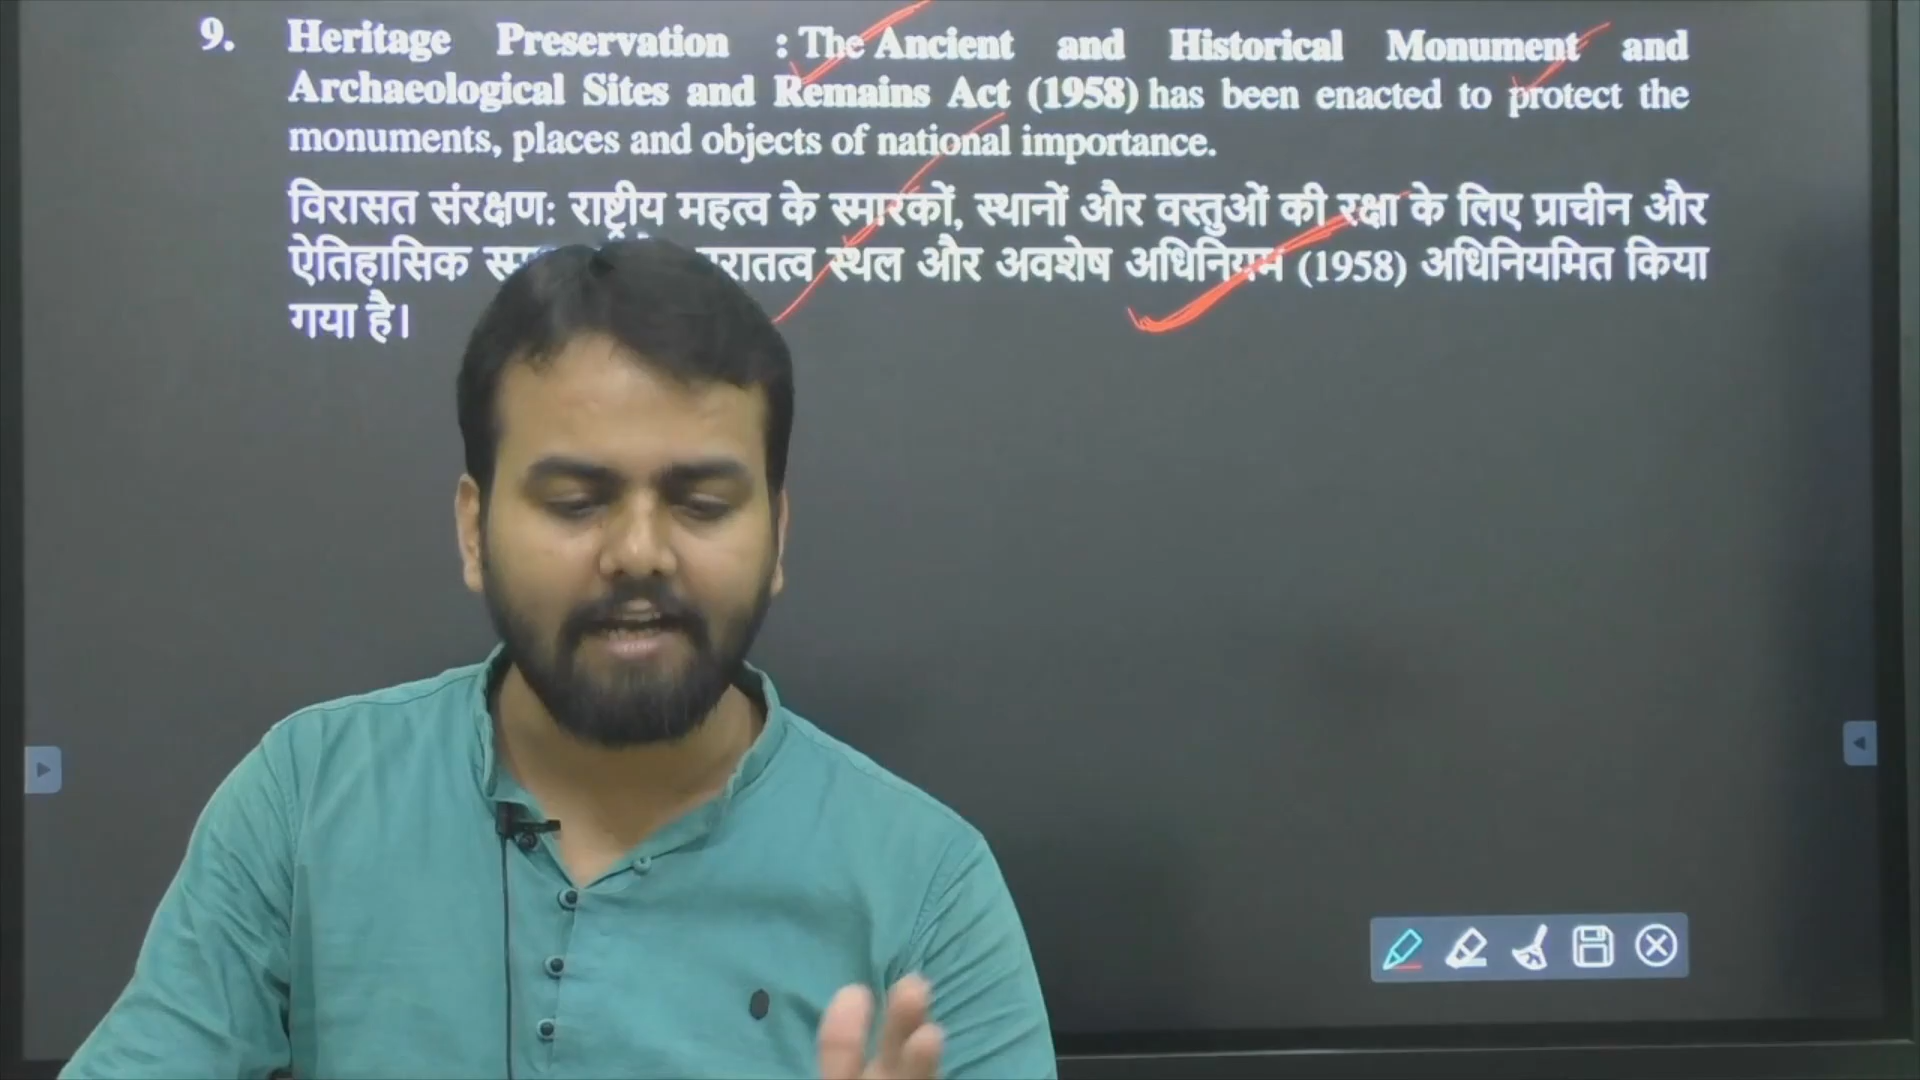 9. Heritage Preservation : The Ancient and Historical Monument and
Archaeological Sites and Remains Act (1958) has been enacted to protect the
monuments, places and objects of national importance.
विरासत संरक्षण: राष्ट्रीय महत्व के स्मारकों, स्थानों और वस्तुओं की रक्षा के लिए प्राचीन और
ऐतिहासिक स्थल और अवशेष अधिनियम (1958) अधिनियमित किया
गया है।